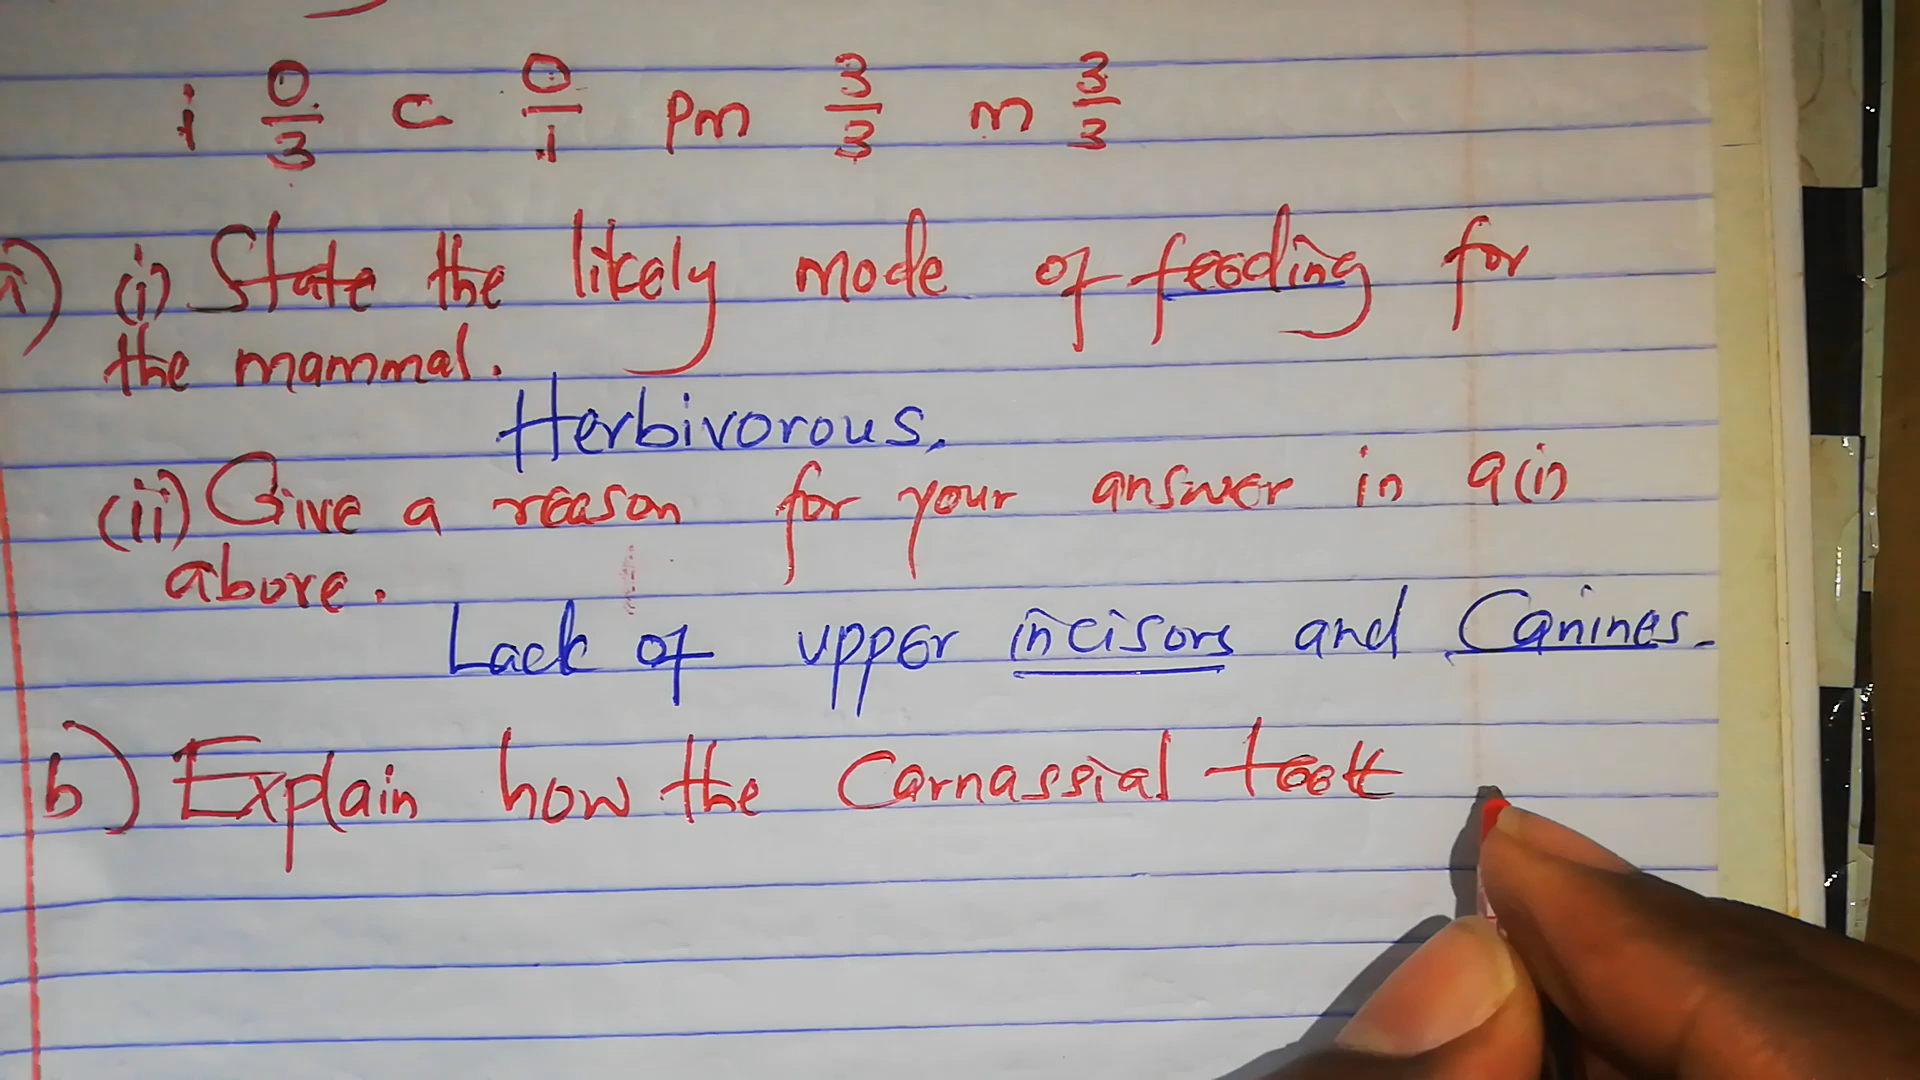 i 0/3 c 0/1 pm 3/3 m 3/3
a) (i) State the likely mode of feeding for
the mammal.
Herbivorous.
(ii) Give a reason for your answer in a(i)
above.
Lack of upper incisors and Canines.
b) Explain how the Carnassial teeth